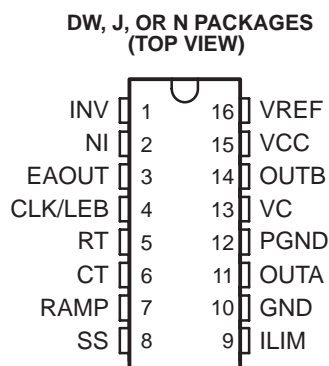 DW, J, OR N PACKAGES
(TOP VIEW)
INV 1 16 VREF
NI 2 15 VCC
EAOUT 3 14 OUTB
CLK/LEB 4 13 VC
RT 5 12 PGND
CT 6 11 OUTA
RAMP 7 10 GND
SS 8 9 ILIM